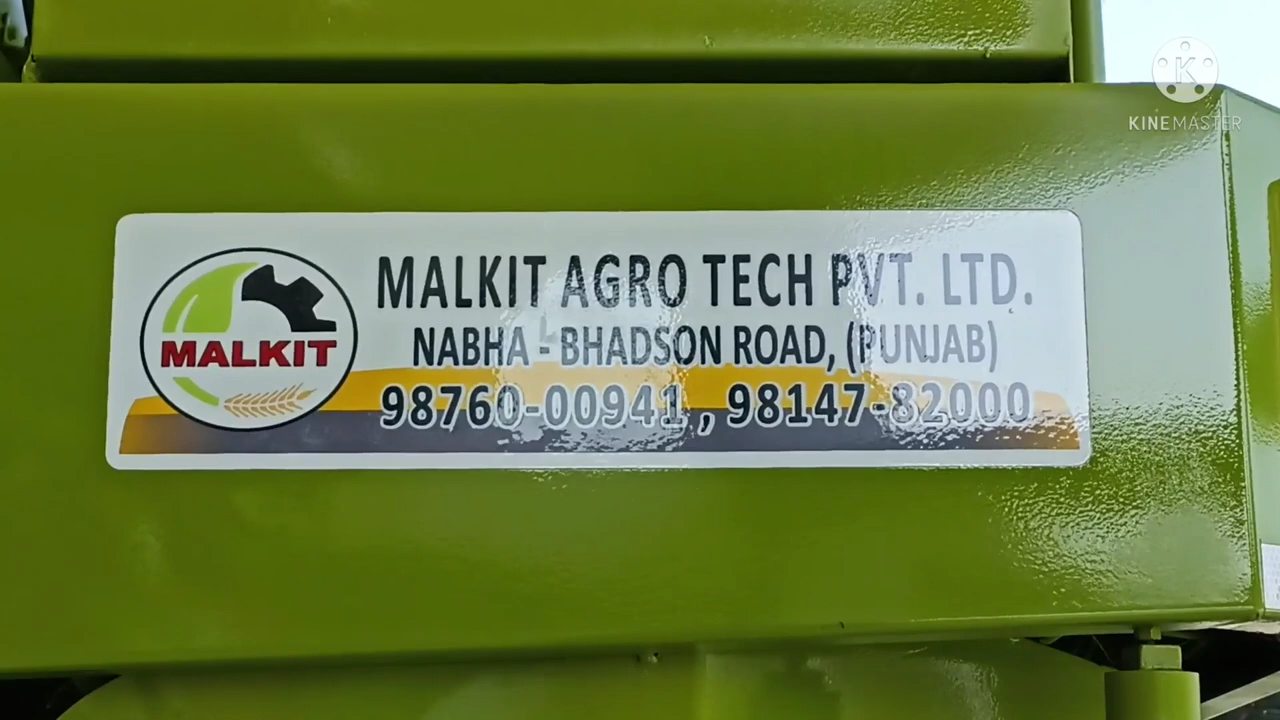 K
KINEMASTER
MALKIT
MALKIT AGRO TECH PVT. LTD.
NABHA - BHADSON ROAD, (PUNJAB)
98760-00941 , 98147-82000